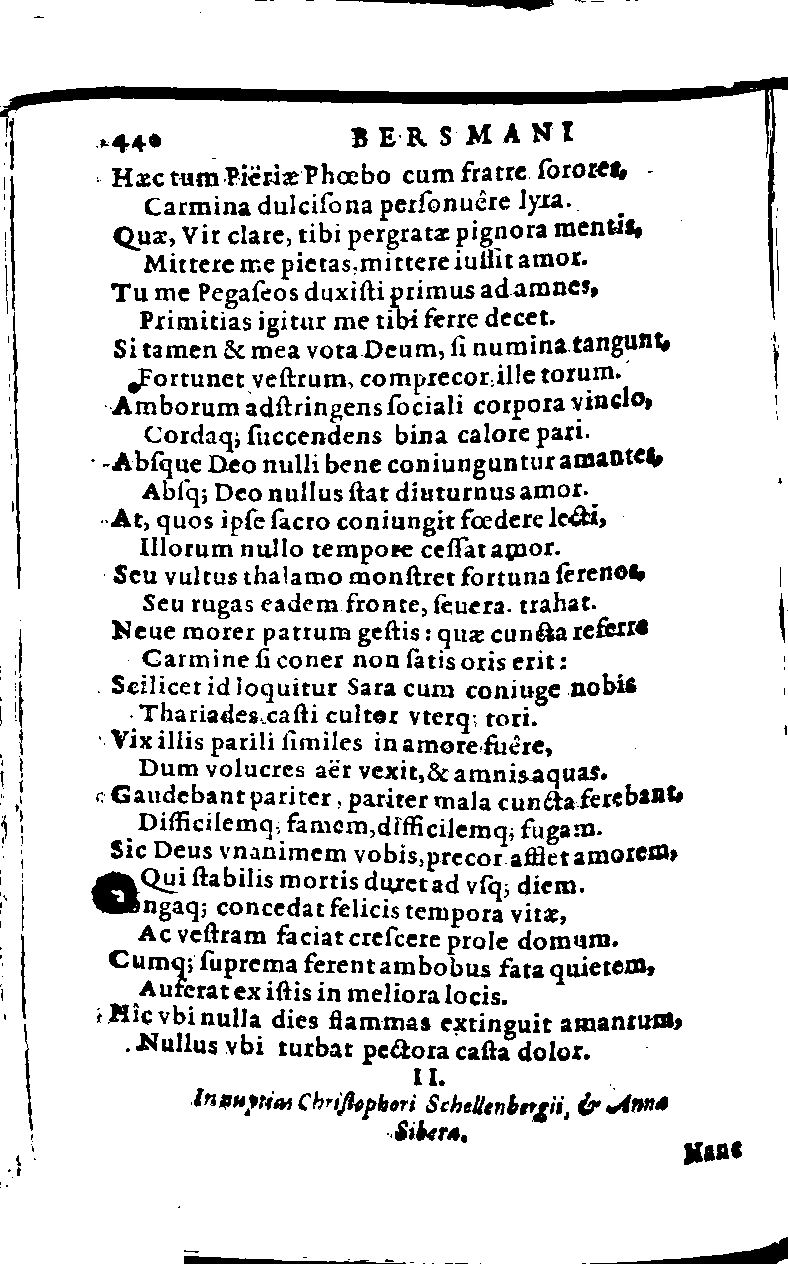 440 BERSMANI
Hæc tum Piëriæ Phœbo cum fratre ſorores,
Carmina dulciſona perſonuêre lyra.
Quæ, Vir clare, tibi pergratæ pignora mentis,
Mittere me pietas, mittere iuſſit amor.
Tu me Pegaſeos duxiſti primus ad amnes,
Primitias igitur me tibi ferre decet.
Si tamen & mea vota Deum, ſi numina tangunt,
Fortunet veſtrum, comprecor, ille torum.
Amborum adſtringens ſociali corpora vinclo,
Cordaq; ſuccendens bina calore pari.
Abſque Deo nulli bene coniunguntur amantes,
Abſq; Deo nullus ſtat diuturnus amor.
At, quos ipſe ſacro coniungit fœdere lecti,
Illorum nullo tempore ceſſat amor.
Seu vultus thalamo monſtret fortuna ſerenos,
Seu rugas eadem fronte, ſeuera. trahat.
Neue morer patrum geſtis: quæ cuncta referre
Carmine ſi coner non ſatis oris erit:
Scilicet id loquitur Sara cum coniuge nobis
Thariades, caſti cultor vterq; tori.
Vix illis parili ſimiles in amore fuêre,
Dum volucres aër vexit, & amnis aquas.
Gaudebant pariter, pariter mala cuncta ferebant,
Difficilemq; famem, difficilemq; fugam.
Sic Deus vnanimem vobis, precor afflet amorem,
Qui ſtabilis mortis duret ad vſq; diem.
ngaq; concedat felicis tempora vitæ,
Ac veſtram faciat creſcere prole domum.
Cumq; ſuprema ferent ambobus fata quietem,
Auferat ex iſtis in meliora locis.
Hîc vbi nulla dies flammas extinguit amantum,
Nullus vbi turbat pectora caſta dolor.
II.
In nuptias Chriſtophori Schellenbergii, & Annæ
Siberæ.
Hanc